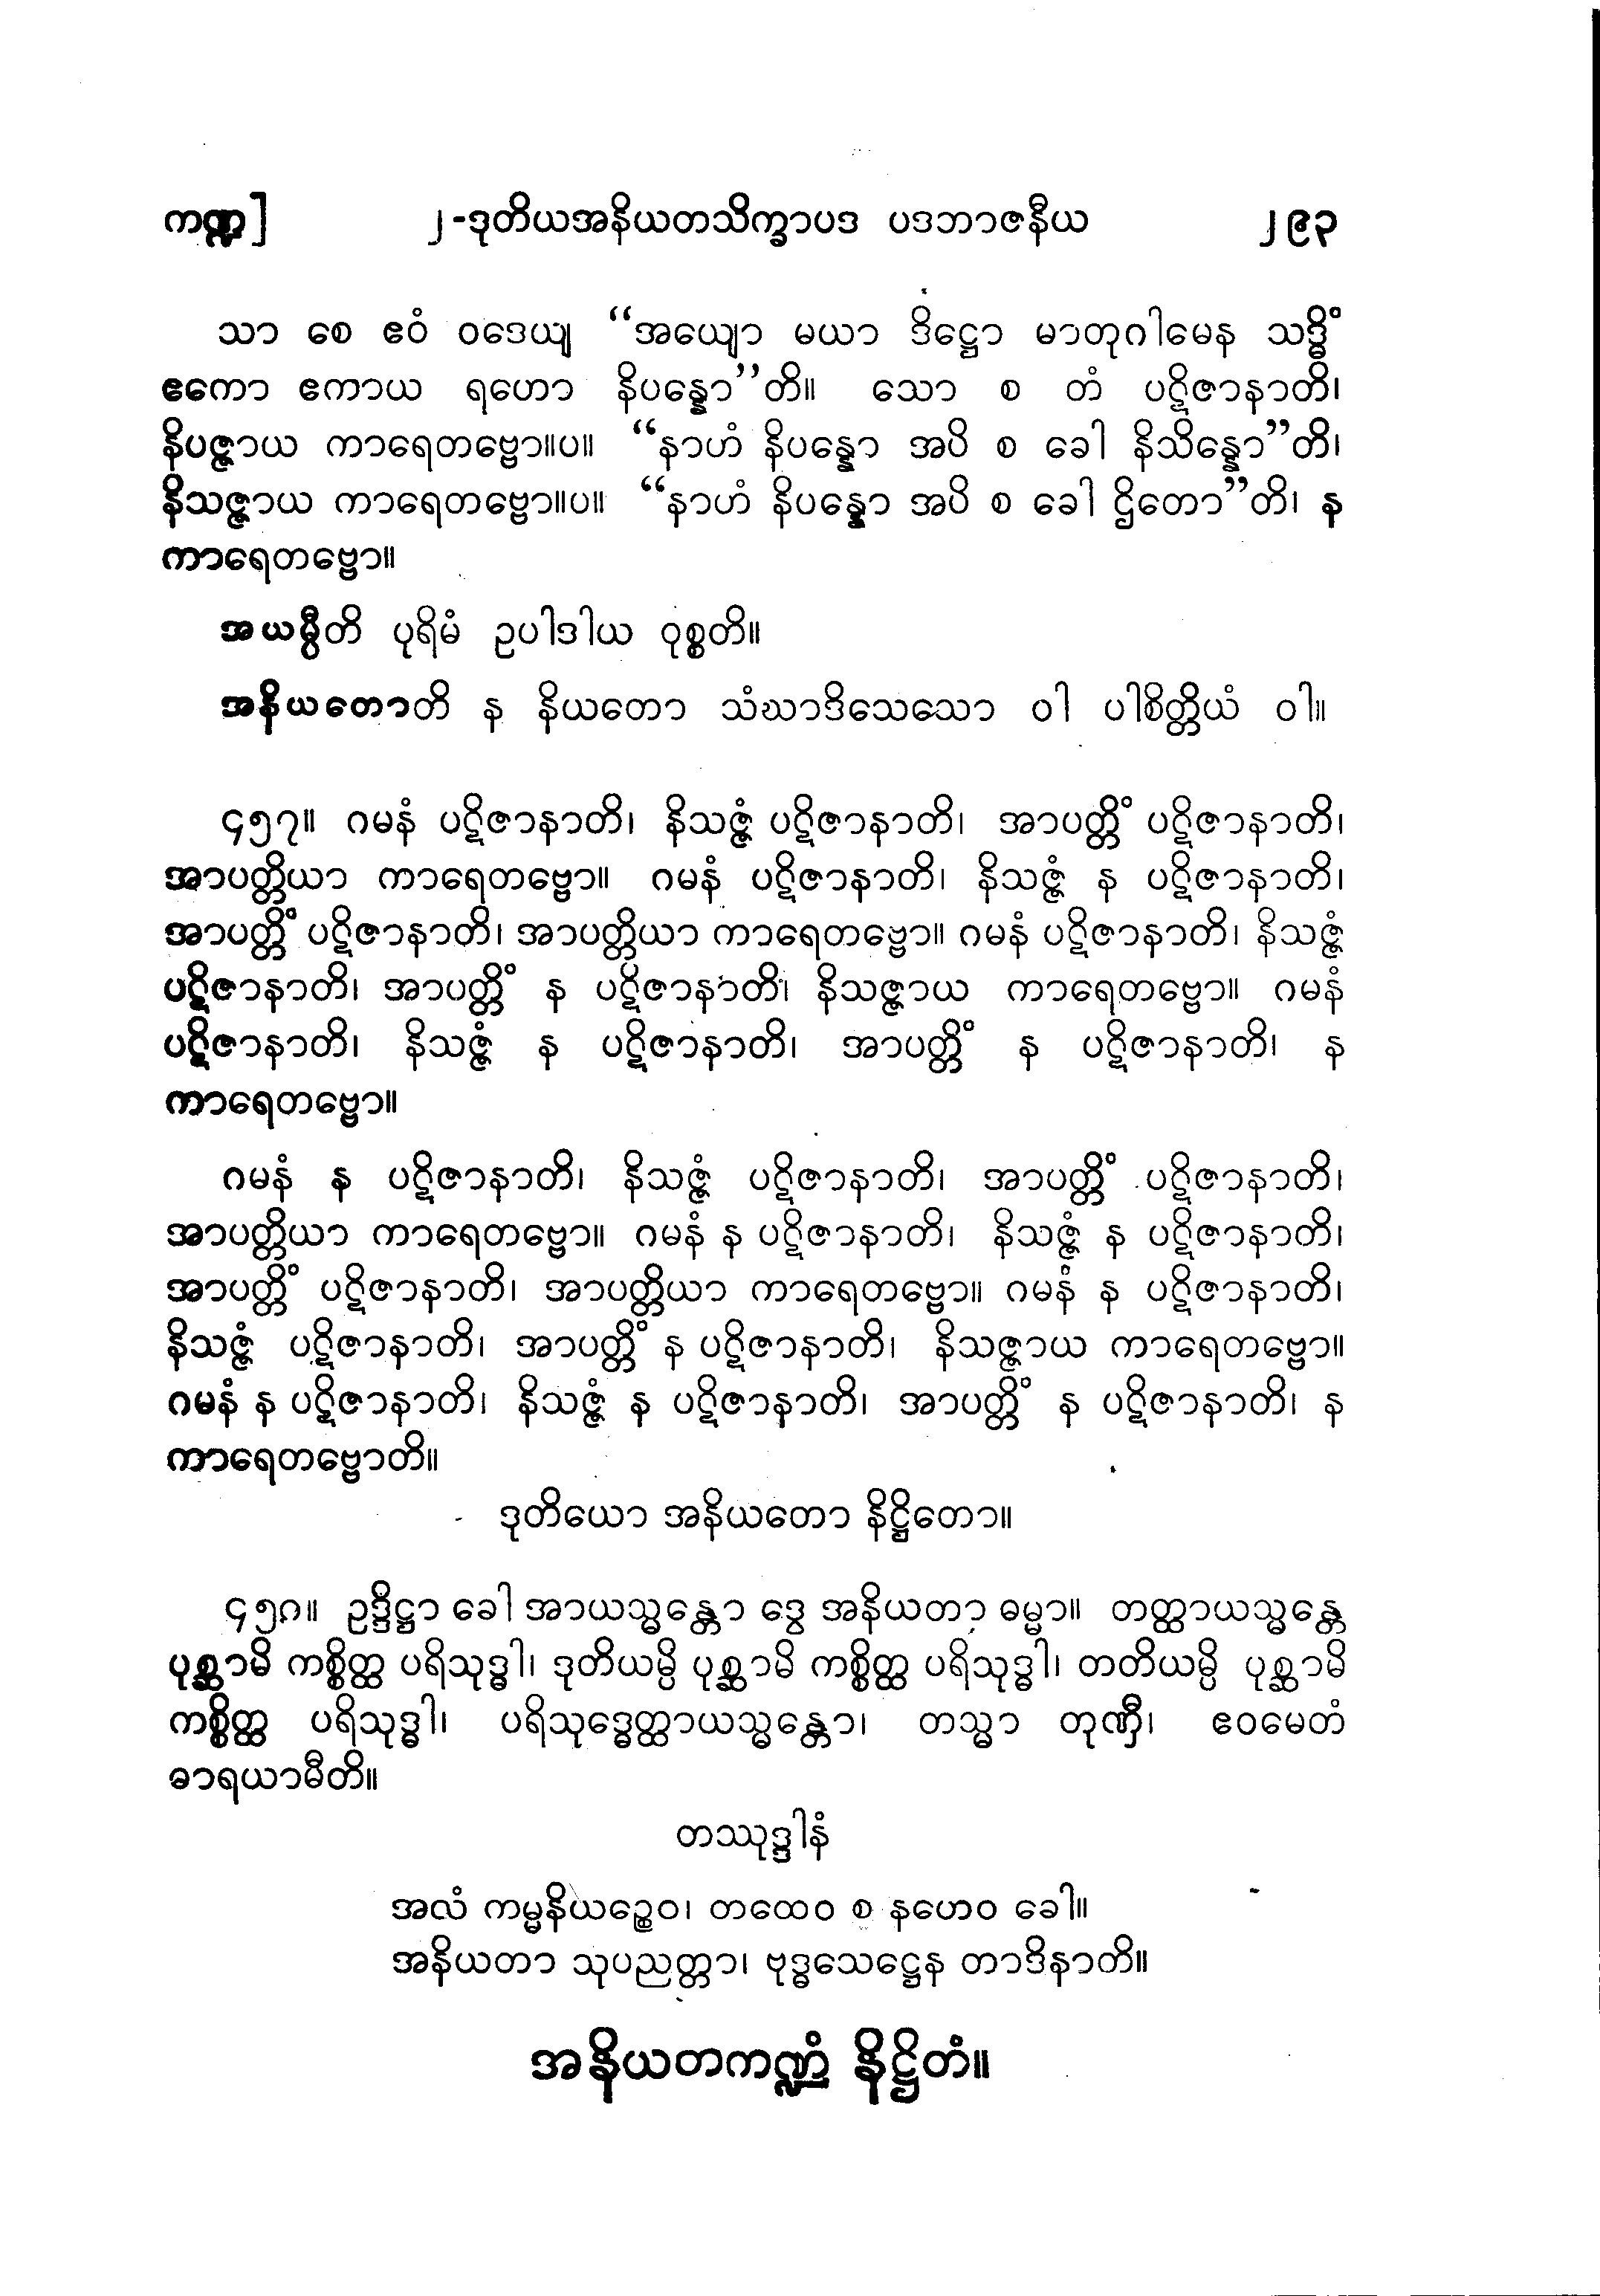 ကဏ္ဍ] ၂-ဒုတိယအနိယတသိက္ခာပဒ ပဒဘာဇနီယ ၂၉၃
သာ စေ ဧဝံ ဝဒေယျ “အယျော မယာ ဒိဋ္ဌော မာတုဂါမေန သဒ္ဓိံ
ဧကော ဧကာယ ရဟော နိပန္နော”တိ။ သော စ တံ ပဋိဇာနာတိ၊
နိပဇ္ဇာယ ကာရေတဗ္ဗော။ပ။ “နာဟံ နိပန္နော အပိ စ ခေါ နိသိန္နော”တိ၊
နိသဇ္ဇာယ ကာရေတဗ္ဗော။ပ။ “နာဟံ နိပန္နော အပိ စ ခေါ ဌိတော”တိ၊ န
ကာရေတဗ္ဗော။
အယမ္ပီတိ ပုရိမံ ဥပါဒါယ ဝုစ္စတိ။
အနိယတောတိ န နိယတော သံဃာဒိသေသော ဝါ ပါစိတ္တိယံ ဝါ။
၄၅၇။ ဂမနံ ပဋိဇာနာတိ၊ နိသဇ္ဇံ ပဋိဇာနာတိ၊ အာပတ္တိံ ပဋိဇာနာတိ၊
အာပတ္တိယာ ကာရေတဗ္ဗော။ ဂမနံ ပဋိဇာနာတိ၊ နိသဇ္ဇံ န ပဋိဇာနာတိ၊
အာပတ္တိံ ပဋိဇာနာတိ၊ အာပတ္တိယာ ကာရေတဗ္ဗော။ ဂမနံ ပဋိဇာနာတိ၊ နိသဇ္ဇံ
ပဋိဇာနာတိ၊ အာပတ္တိံ န ပဋိဇာနာတိ၊ နိသဇ္ဇာယ ကာရေတဗ္ဗော။ ဂမနံ
ပဋိဇာနာတိ၊ နိသဇ္ဇံ န ပဋိဇာနာတိ၊ အာပတ္တိံ န ပဋိဇာနာတိ၊ န
ကာရေတဗ္ဗော။
ဂမနံ န ပဋိဇာနာတိ၊ နိသဇ္ဇံ ပဋိဇာနာတိ၊ အာပတ္တိံ ပဋိဇာနာတိ၊
အာပတ္တိယာ ကာရေတဗ္ဗော။ ဂမနံ န ပဋိဇာနာတိ၊ နိသဇ္ဇံ န ပဋိဇာနာတိ၊
အာပတ္တိံ ပဋိဇာနာတိ၊ အာပတ္တိယာ ကာရေတဗ္ဗော။ ဂမနံ န ပဋိဇာနာတိ၊
နိသဇ္ဇံ ပဋိဇာနာတိ၊ အာပတ္တိံ န ပဋိဇာနာတိ၊ နိသဇ္ဇာယ ကာရေတဗ္ဗော။
ဂမနံ န ပဋိဇာနာတိ၊ နိသဇ္ဇံ န ပဋိဇာနာတိ၊ အာပတ္တိံ န ပဋိဇာနာတိ၊ န
ကာရေတဗ္ဗောတိ။
ဒုတိယော အနိယတော နိဋ္ဌိတော။
၄၅၈။ ဥဒ္ဒိဋ္ဌာ ခေါ အာယသ္မန္တော ဒွေ အနိယတာ ဓမ္မာ။ တတ္ထာယသ္မန္တေ
ပုစ္ဆာမိ ကစ္စိတ္ထ ပရိသုဒ္ဓါ၊ ဒုတိယမ္ပိ ပုစ္ဆာမိ ကစ္စိတ္ထ ပရိသုဒ္ဓါ၊ တတိယမ္ပိ ပုစ္ဆာမိ
ကစ္စိတ္ထ ပရိသုဒ္ဓါ၊ ပရိသုဒ္ဓေတ္ထာယသ္မန္တော၊ တသ္မာ တုဏှီ၊ ဧဝမေတံ
ဓာရယာမီတိ။
တဿုဒ္ဒါနံ
အလံ ကမ္မနိယဉ္စေဝ၊ တထေဝ စ နဟေဝ ခေါ။
အနိယတာ သုပညတ္တာ၊ ဗုဒ္ဓသေဋ္ဌေန တာဒိနာတိ။
အနိယတကဏ္ဍံ နိဋ္ဌိတံ။